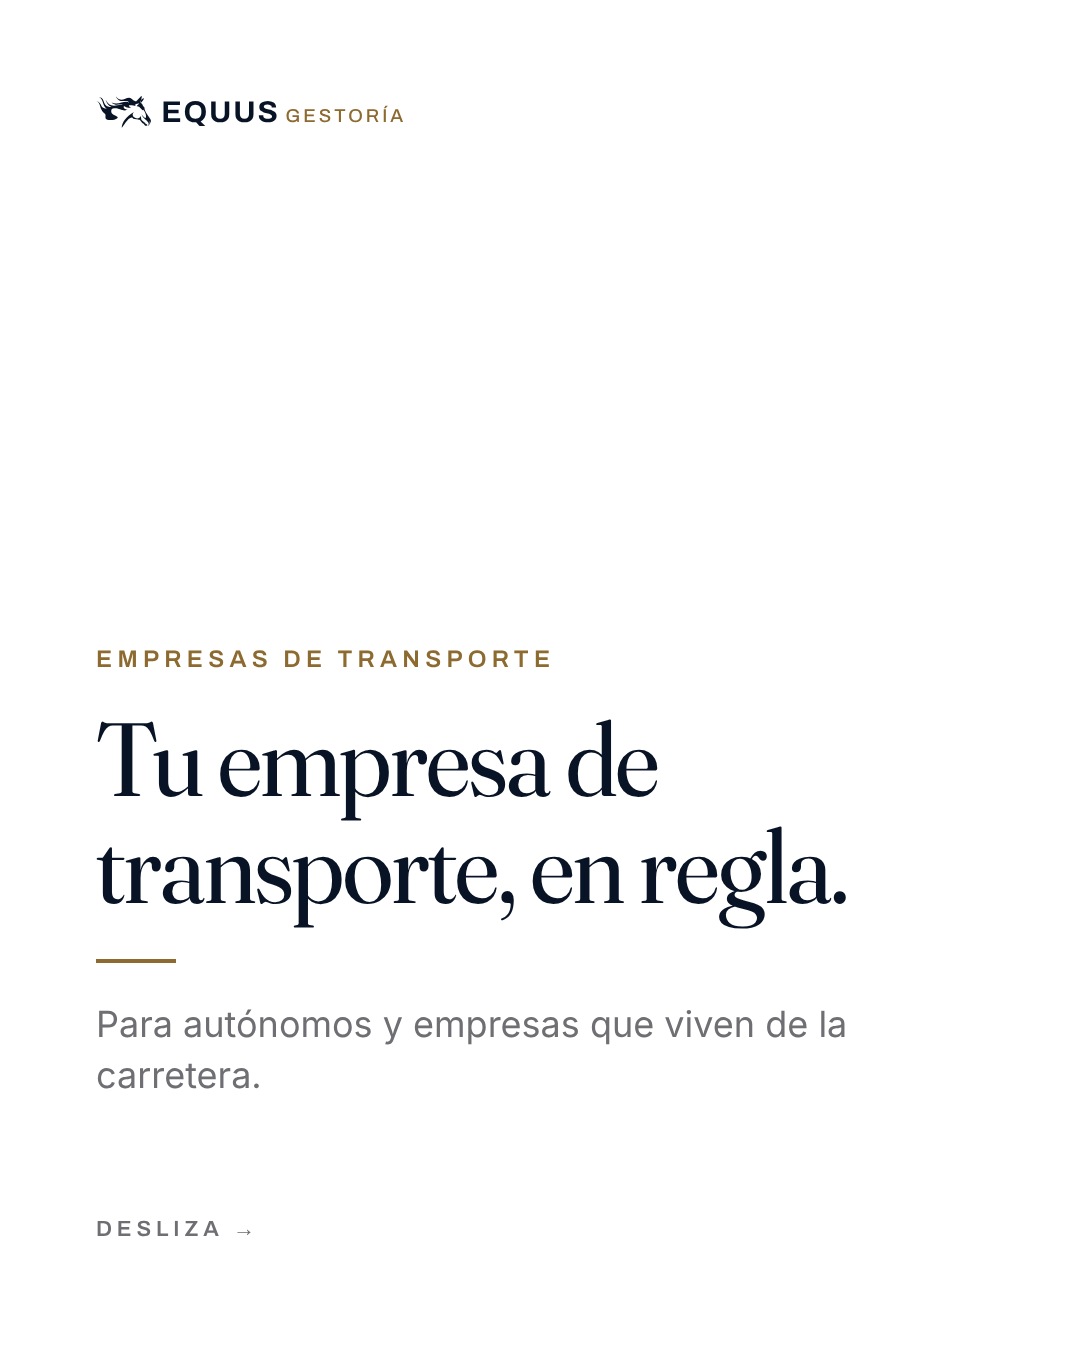 EQUUS GESTORÍA
EMPRESAS DE TRANSPORTE
Tu empresa de
transporte, en regla.
Para autónomos y empresas que viven de la
carretera.
DESLIZA →